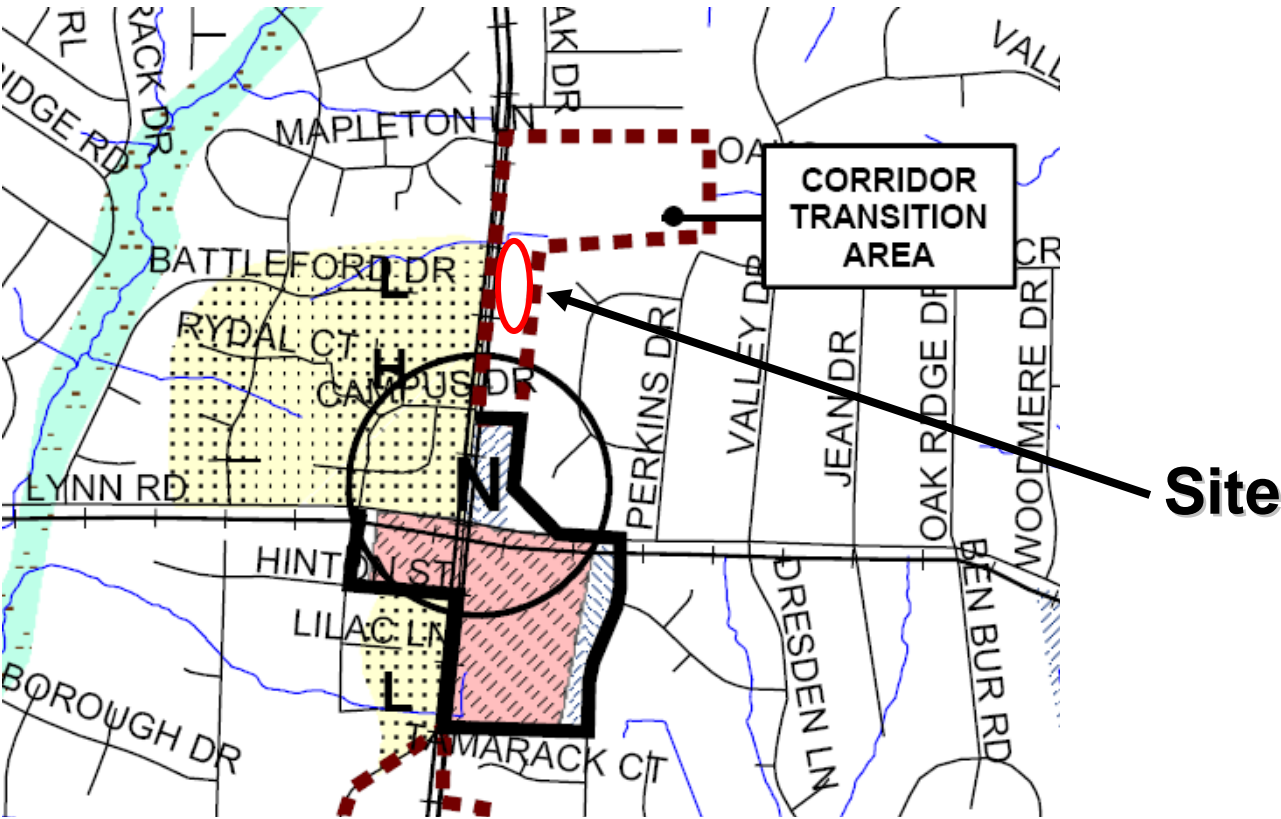 RL
RACK DR
IDGE RD
AK DR
VALL
MAPLETON LN
OAK
CORRIDOR
TRANSITION
AREA
BATTLEFORD DR
L
CR
RYDAL CT
H
CAMPUS DR
PERKINS DR
VALLEY DR
JEAN DR
OAK RIDGE DR
WOODMERE DR
Site
LYNN RD
N
HINTON ST
LILAC LN
L
DRESDEN LN
BEN BUR RD
BOROUGH DR
TAMARACK CT